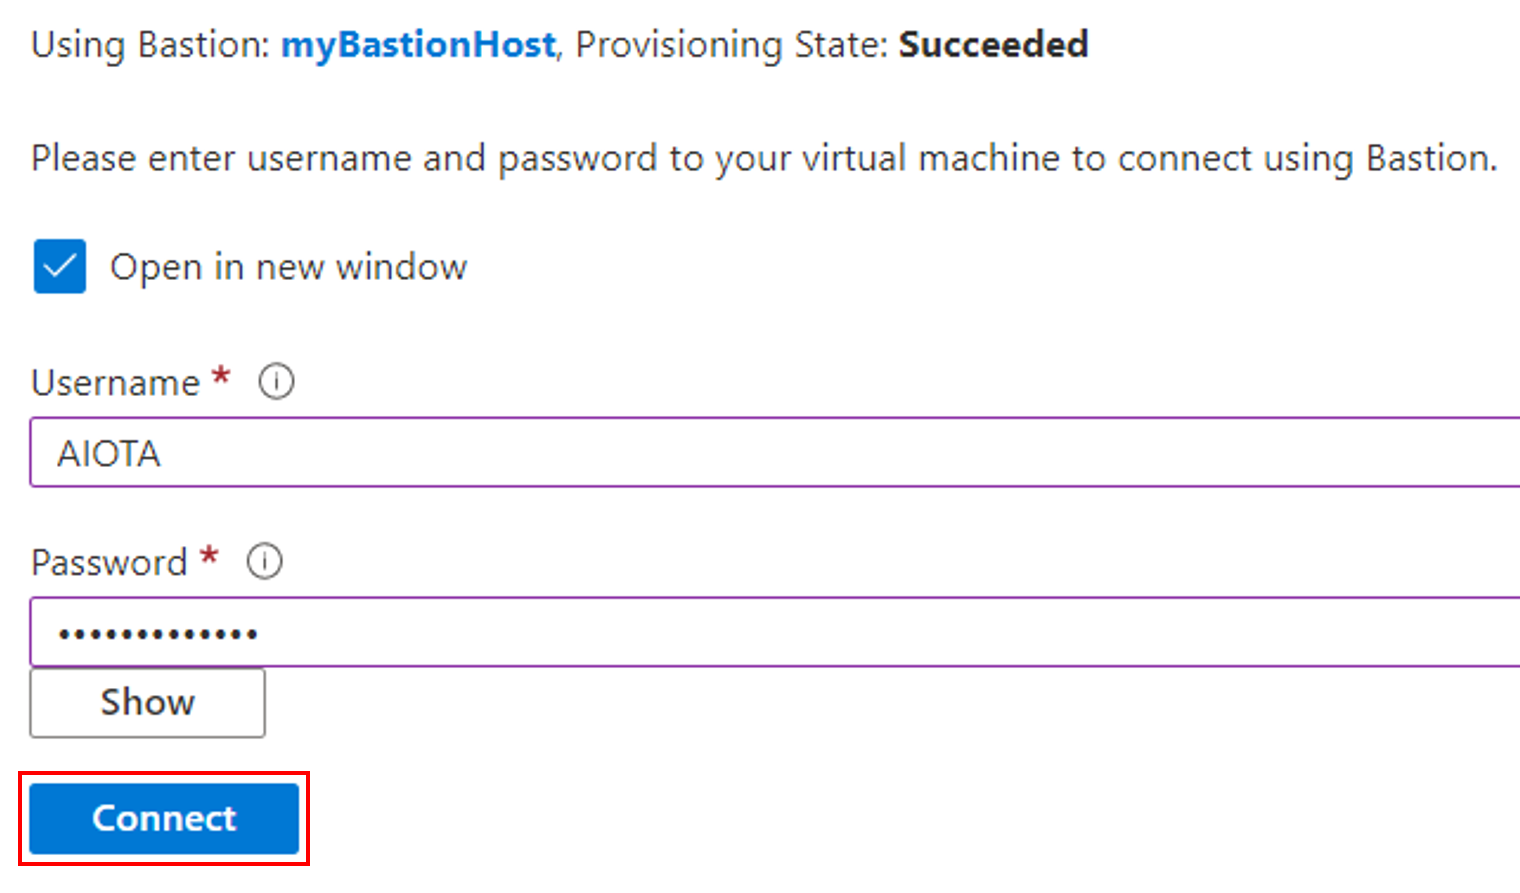 Using Bastion: myBastionHost, Provisioning State: Succeeded
Please enter username and password to your virtual machine to connect using Bastion.
Open in new window
Username *
AIOTA
Password *
•••••••••••••
Show
Connect